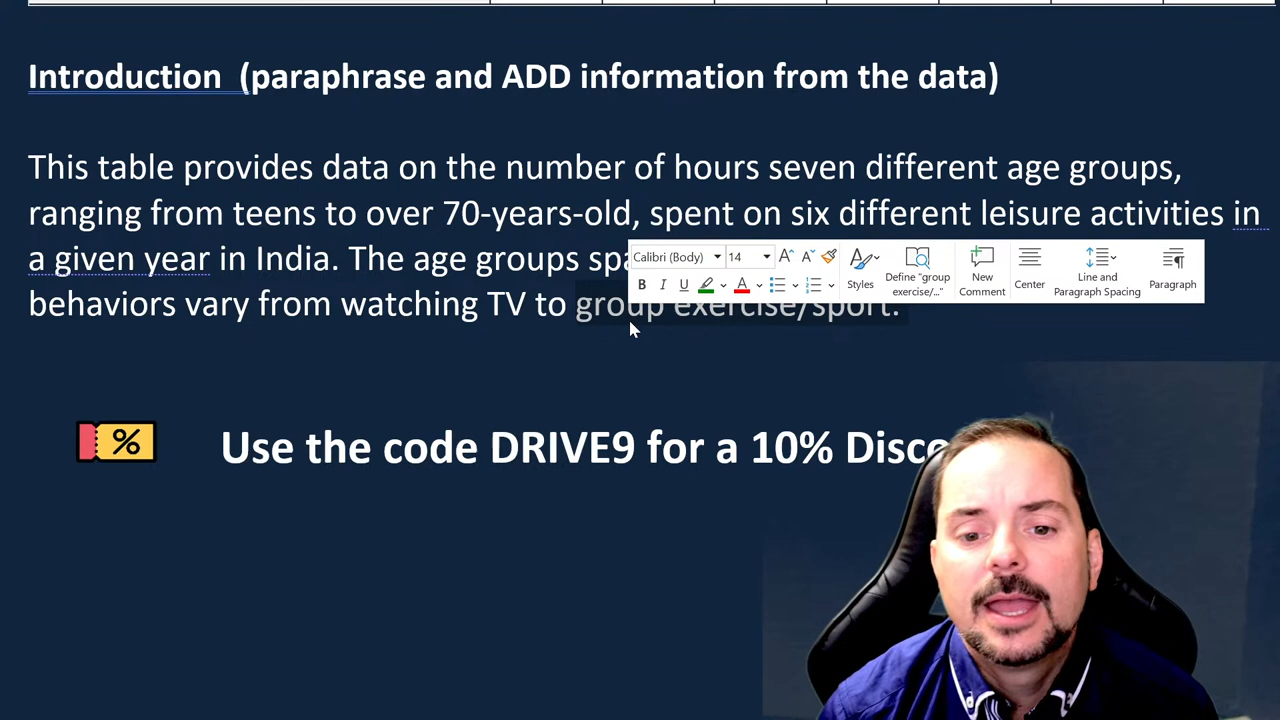 Introduction (paraphrase and ADD information from the data)
This table provides data on the number of hours seven different age groups,
ranging from teens to over 70-years-old, spent on six different leisure activities in
a given year in India. The age groups
Calibri (Body) 14
Styles
Define "group exercise/..."
New Comment
Center
Line and Paragraph Spacing
Paragraph
B I U A
behaviors vary from watching TV to group exercise/sport.
%
Use the code DRIVE9 for a 10%